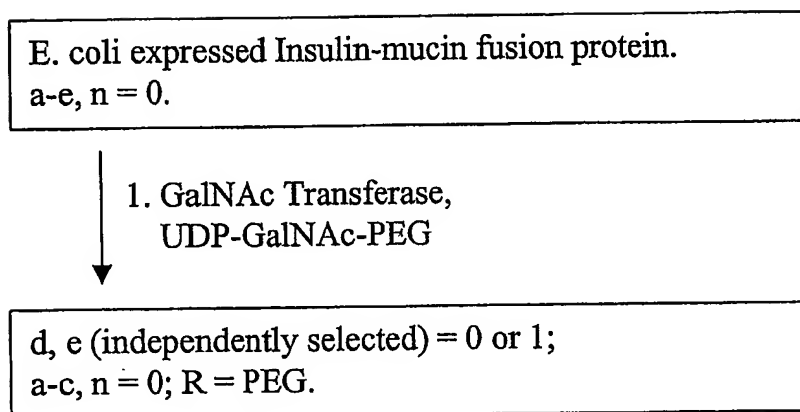 E. coli expressed Insulin-mucin fusion protein.
a-e, n = 0.
1. GalNAc Transferase,
UDP-GalNAc-PEG
d, e (independently selected) = 0 or 1;
a-c, n = 0; R = PEG.